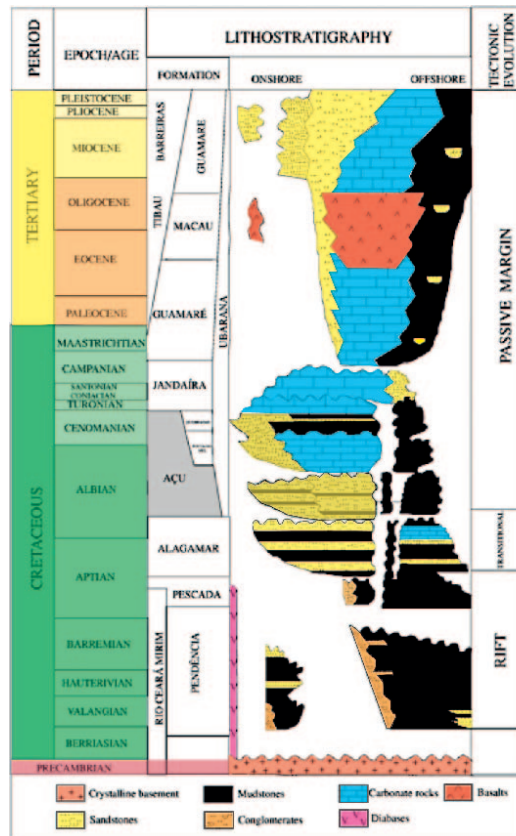 PERIOD
EPOCH/AGE
LITHOSTRATIGRAPHY
TECTONIC
EVOLUTION
FORMATION
ONSHORE
OFFSHORE
TERTIARY
PLEISTOCENE
PLIOCENE
MIOCENE
OLIGOCENE
EOCENE
PALEOCENE
CRETACEOUS
MAASTRICHTIAN
CAMPANIAN
SANTONIAN
CONIACIAN
TURONIAN
CENOMANIAN
ALBIAN
APTIAN
BARREMIAN
HAUTERIVIAN
VALANGIAN
BERRIASIAN
PRECAMBRIAN
BARREIRAS
TIBAU
GUAMARE
MACAU
GUAMARÉ
UBARANA
JANDAÍRA
AÇU
ALAGAMAR
PESCADA
RIO CEARÁ MIRIM
PENDÊNCIA
PASSIVE MARGIN
TRANSITIONAL
RIFT
Crystalline basement
Mudstones
Carbonate rocks
Basalts
Sandstones
Conglomerates
Diabases